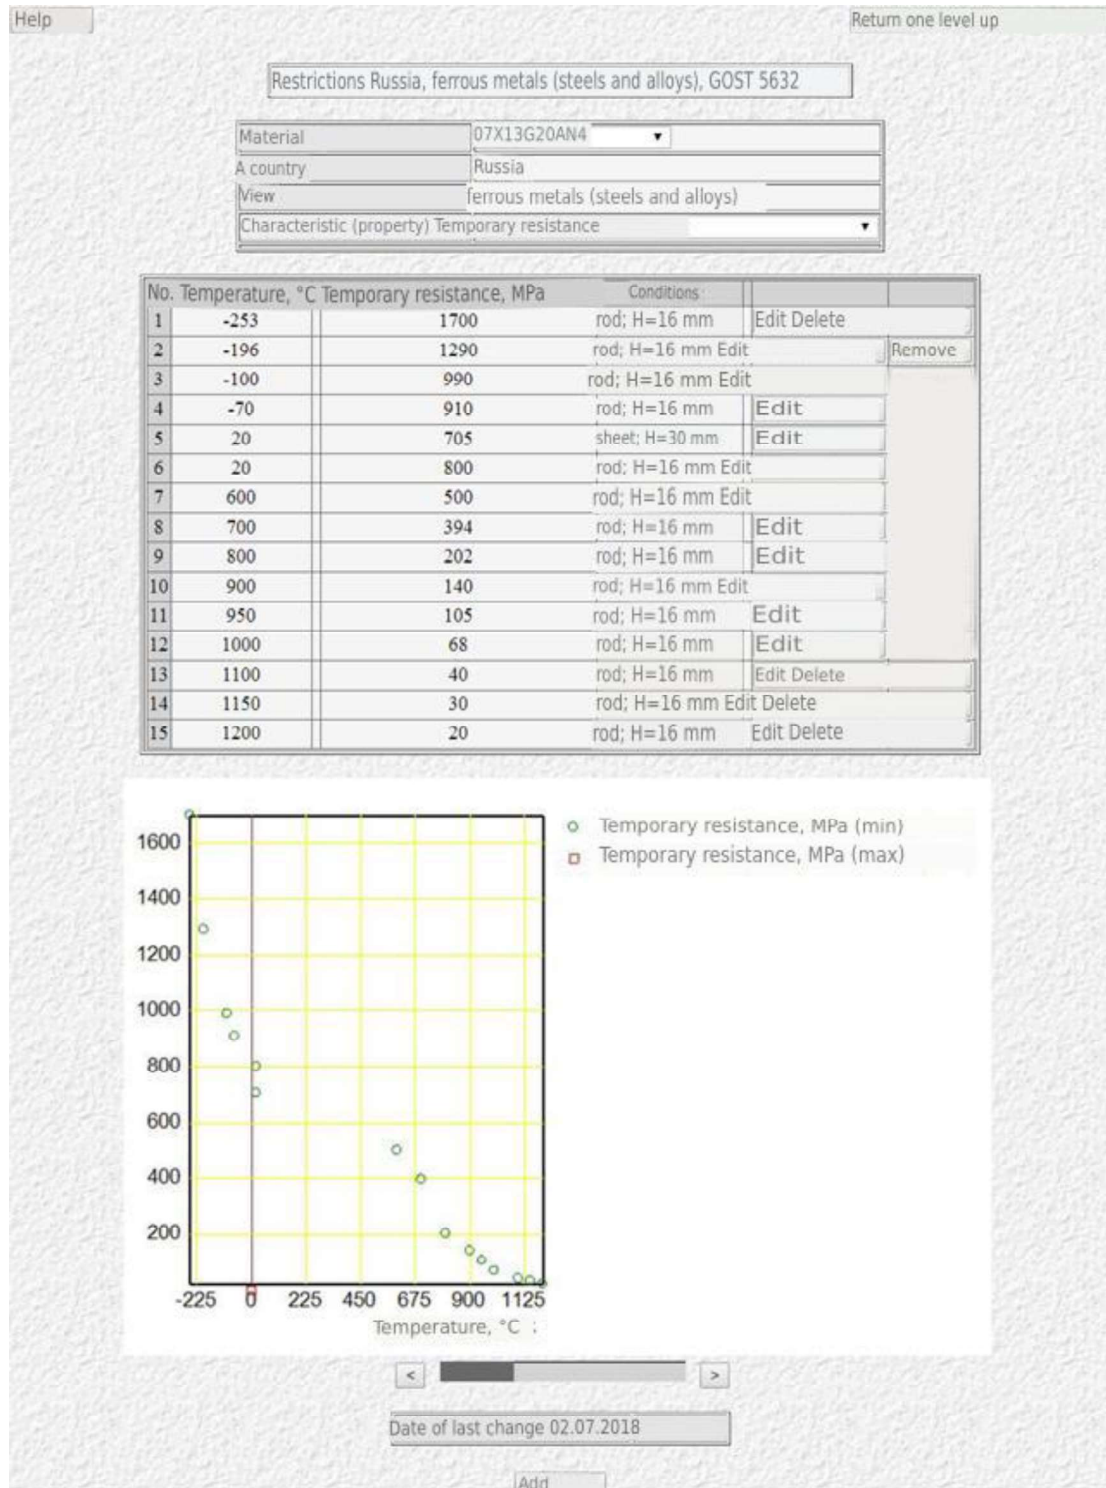 Help
Return one level up
Restrictions Russia, ferrous metals (steels and alloys), GOST 5632
Material 07X13G20AN4
A country Russia
View ferrous metals (steels and alloys)
Characteristic (property) Temporary resistance
No. Temperature, °C Temporary resistance, MPa Conditions
1 -253 1700 rod; H=16 mm Edit Delete
2 -196 1290 rod; H=16 mm Edit Remove
3 -100 990 rod; H=16 mm Edit
4 -70 910 rod; H=16 mm Edit
5 20 705 sheet; H=30 mm Edit
6 20 800 rod; H=16 mm Edit
7 600 500 rod; H=16 mm Edit
8 700 394 rod; H=16 mm Edit
9 800 202 rod; H=16 mm Edit
10 900 140 rod; H=16 mm Edit
11 950 105 rod; H=16 mm Edit
12 1000 68 rod; H=16 mm Edit
13 1100 40 rod; H=16 mm Edit Delete
14 1150 30 rod; H=16 mm Edit Delete
15 1200 20 rod; H=16 mm Edit Delete
Temporary resistance, MPa (min)
Temporary resistance, MPa (max)
1600
1400
1200
1000
800
600
400
200
-225 0 225 450 675 900 1125
Temperature, °C ;
< >
Date of last change 02.07.2018
Add